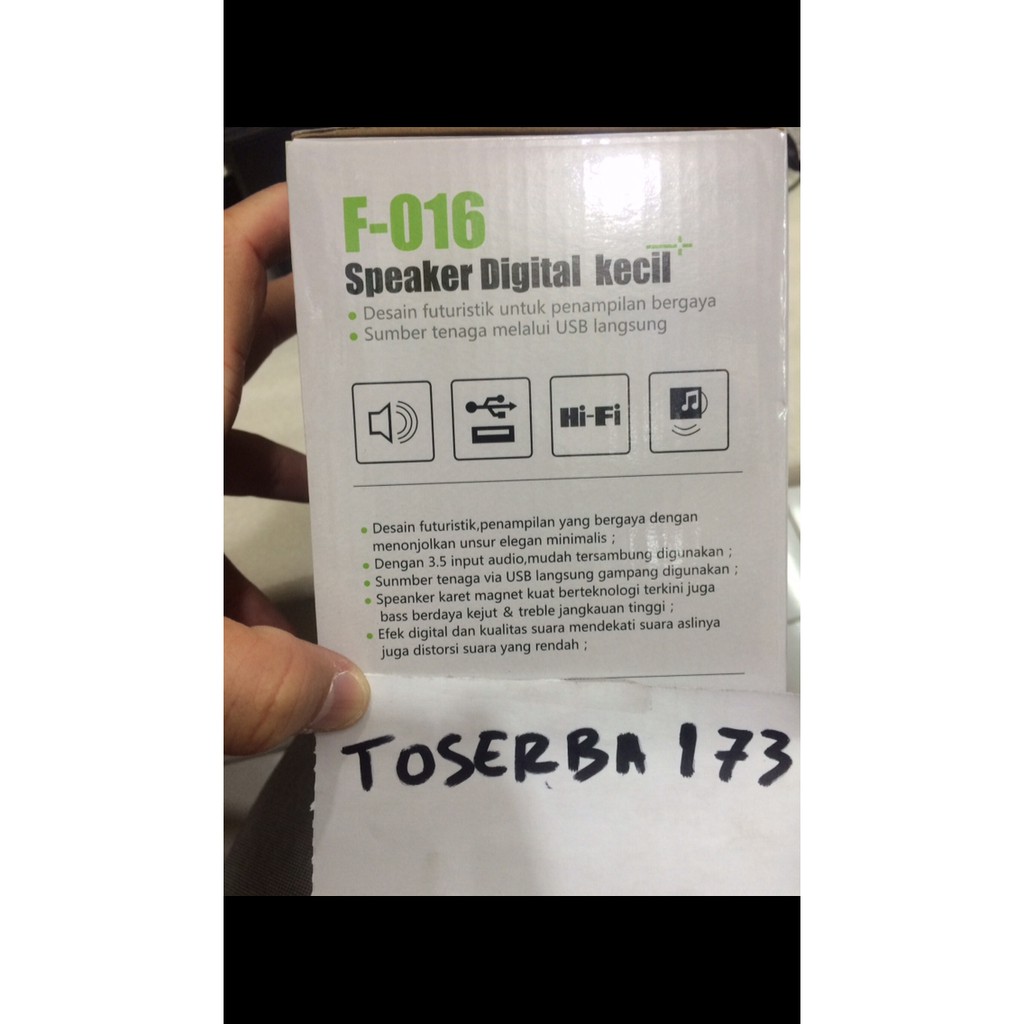 F-016
Speaker Digital kecil
• Desain futuristik untuk penampilan bergaya
• Sumber tenaga melalui USB langsung
Hi-Fi
• Desain futuristik,penampilan yang bergaya dengan
menonjolkan unsur elegan minimalis ;
• Dengan 3.5 input audio,mudah tersambung digunakan ;
• Sunmber tenaga via USB langsung gampang digunakan ;
• Speanker karet magnet kuat berteknologi terkini juga
bass berdaya kejut & treble jangkauan tinggi ;
• Efek digital dan kualitas suara mendekati suara aslinya
juga distorsi suara yang rendah ;
TOSERBA 173